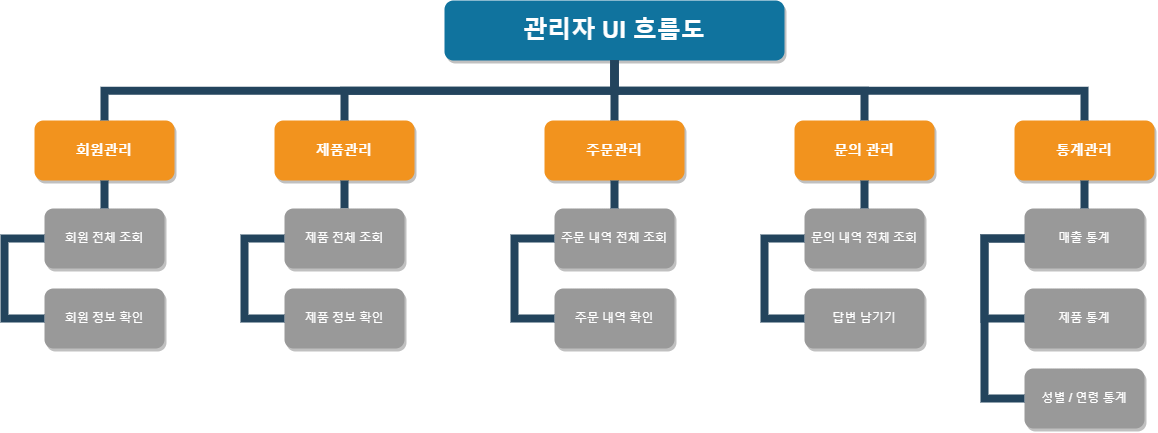 관리자 UI 흐름도
회원관리
제품관리
주문관리
문의 관리
통계관리
회원 전체 조회
제품 전체 조회
주문 내역 전체 조회
문의 내역 전체 조회
매출 통계
회원 정보 확인
제품 정보 확인
주문 내역 확인
답변 남기기
제품 통계
성별 / 연령 통계